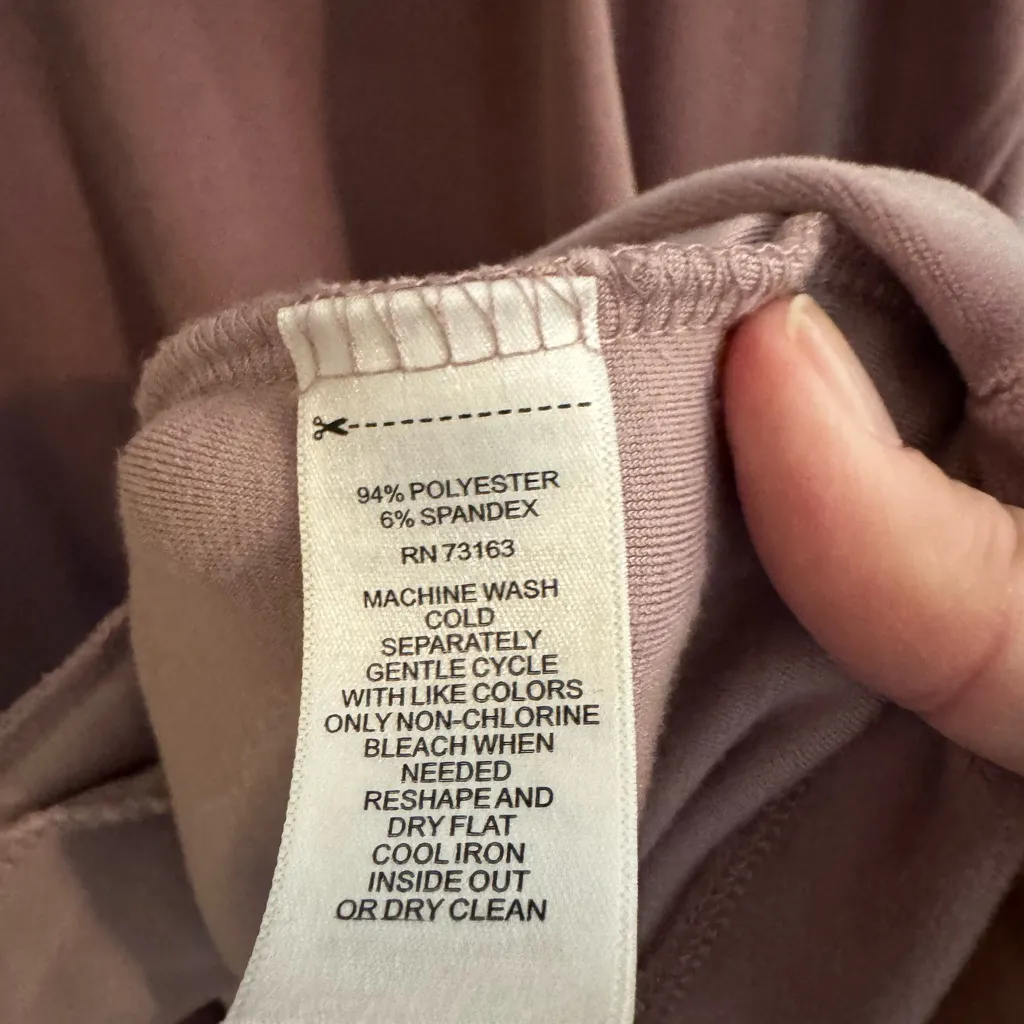 94% POLYESTER
6% SPANDEX
RN 73163
MACHINE WASH
COLD
SEPARATELY
GENTLE CYCLE
WITH LIKE COLORS
ONLY NON-CHLORINE
BLEACH WHEN
NEEDED
RESHAPE AND
DRY FLAT
COOL IRON
INSIDE OUT
OR DRY CLEAN